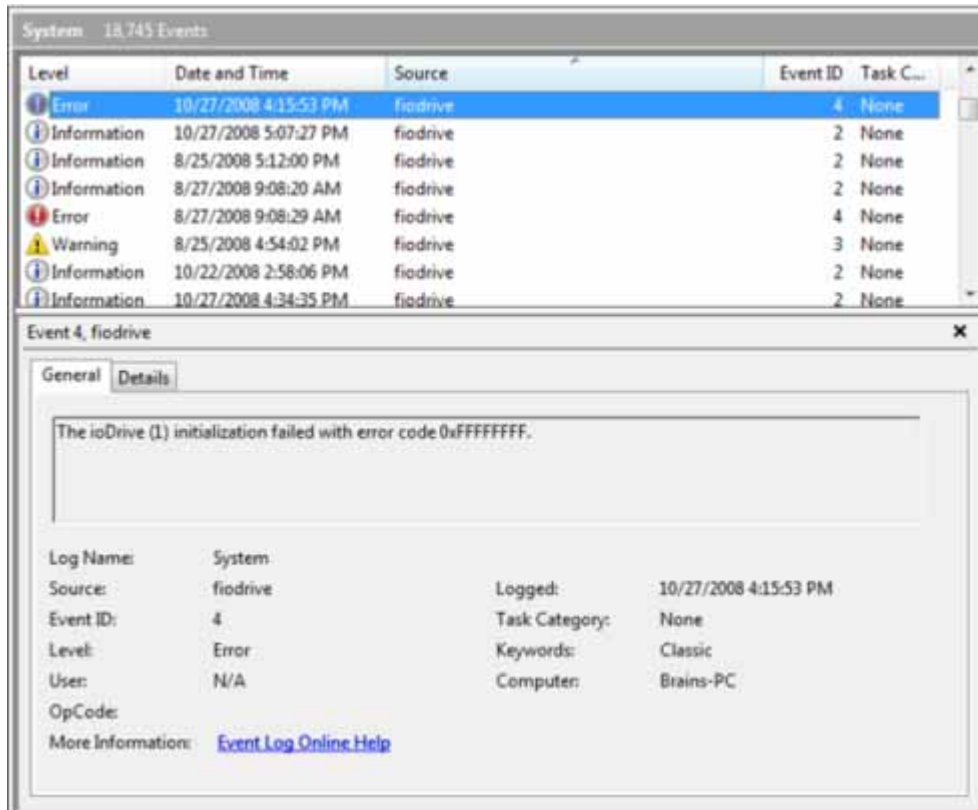 System 18,745 Events
Level Date and Time Source Event ID Task C...
Error 10/27/2008 4:15:53 PM fiodrive 4 None
Information 10/27/2008 5:07:27 PM fiodrive 2 None
Information 8/25/2008 5:12:00 PM fiodrive 2 None
Information 8/27/2008 9:08:20 AM fiodrive 2 None
Error 8/27/2008 9:08:29 AM fiodrive 4 None
Warning 8/25/2008 4:54:02 PM fiodrive 3 None
Information 10/22/2008 2:58:06 PM fiodrive 2 None
Information 10/27/2008 4:34:35 PM fiodrive 2 None
Event 4, fiodrive
General Details
The ioDrive (1) initialization failed with error code 0xFFFFFFFF.
Log Name: System
Source: fiodrive Logged: 10/27/2008 4:15:53 PM
Event ID: 4 Task Category: None
Level: Error Keywords: Classic
User: N/A Computer: Brains-PC
OpCode:
More Information: Event Log Online Help